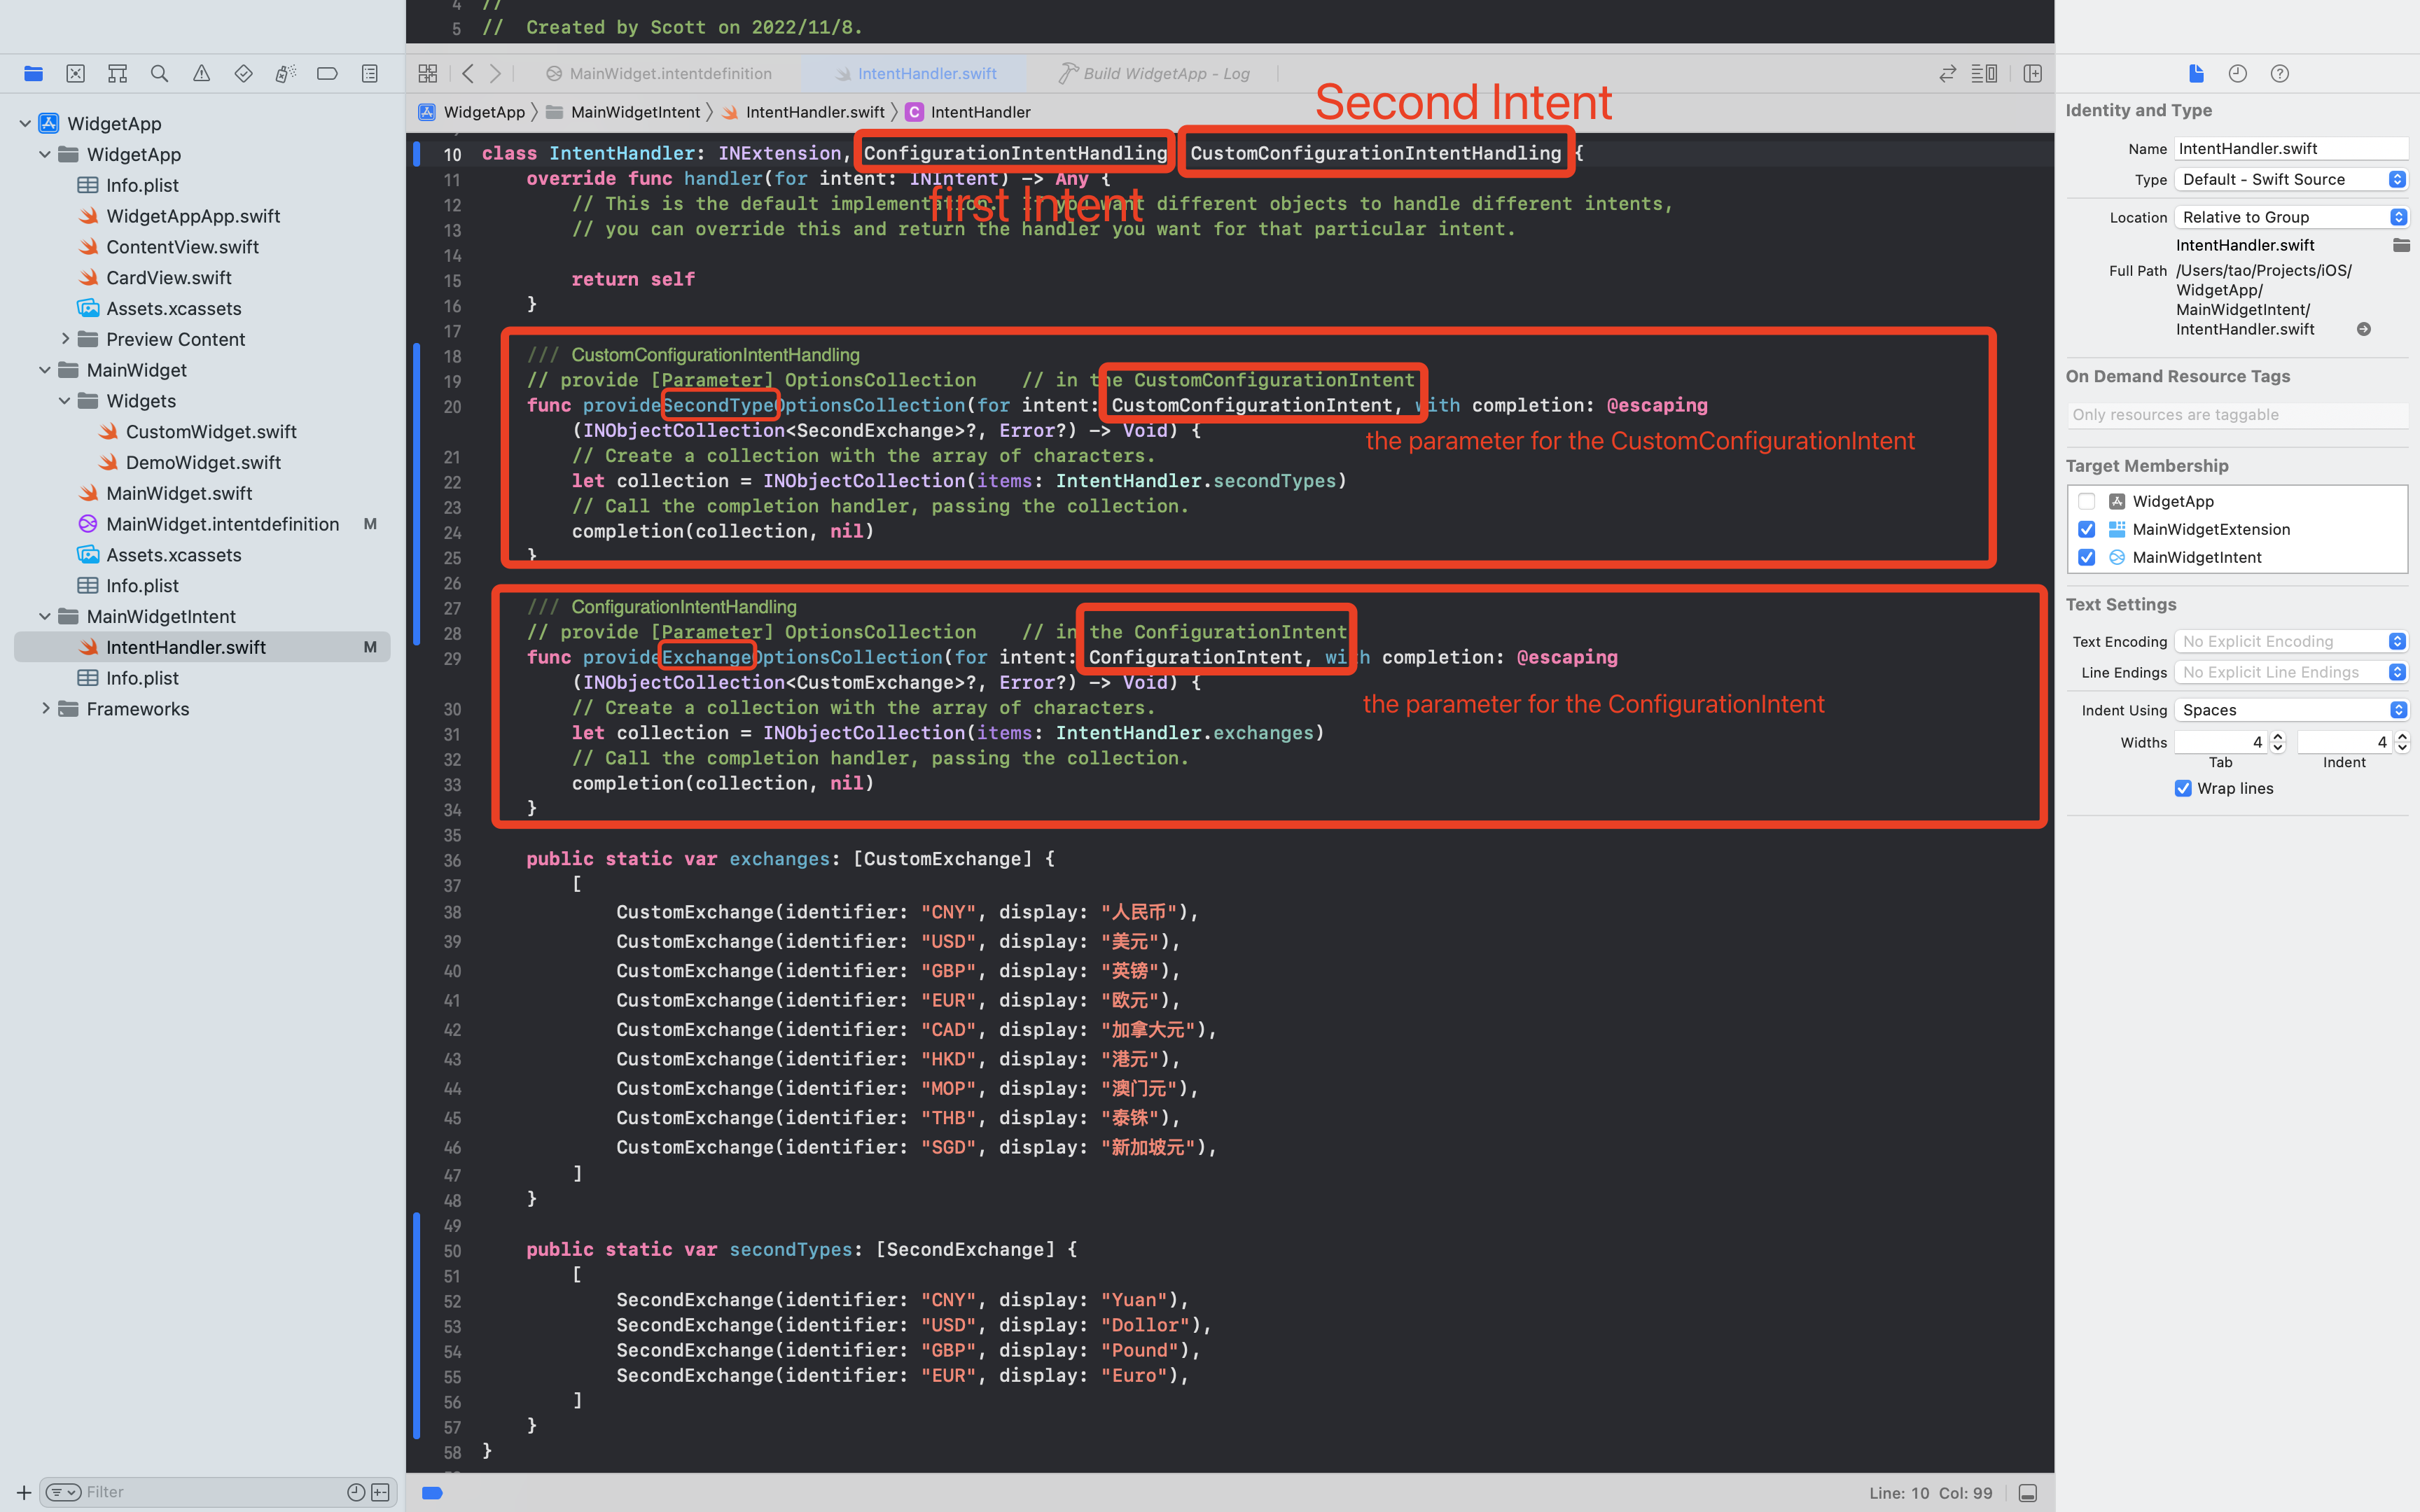 4 //
5 // Created by Scott on 2022/11/8.
MainWidget.intentdefinition
IntentHandler.swift
Build WidgetApp - Log
WidgetApp
MainWidgetIntent
IntentHandler.swift
C IntentHandler
Second Intent
first Intent
WidgetApp
WidgetApp
Info.plist
WidgetAppApp.swift
ContentView.swift
CardView.swift
Assets.xcassets
Preview Content
MainWidget
Widgets
CustomWidget.swift
DemoWidget.swift
MainWidget.swift
MainWidget.intentdefinition M
Assets.xcassets
Info.plist
MainWidgetIntent
IntentHandler.swift M
Info.plist
Frameworks
Filter
10 class IntentHandler: INExtension, ConfigurationIntentHandling CustomConfigurationIntentHandling {
11 override func handler(for intent: INIntent) -> Any {
12 // This is the default implementation. If you want different objects to handle different intents,
13 // you can override this and return the handler you want for that particular intent.
14
15 return self
16 }
17
18 /// CustomConfigurationIntentHandling
19 // provide [Parameter] OptionsCollection // in the CustomConfigurationIntent
20 func provideSecondTypeOptionsCollection(for intent: CustomConfigurationIntent, with completion: @escaping
(INObjectCollection<SecondExchange>?, Error?) -> Void) {
the parameter for the CustomConfigurationIntent
21 // Create a collection with the array of characters.
22 let collection = INObjectCollection(items: IntentHandler.secondTypes)
23 // Call the completion handler, passing the collection.
24 completion(collection, nil)
25 }
26
27 /// ConfigurationIntentHandling
28 // provide [Parameter] OptionsCollection // in the ConfigurationIntent
29 func provideExchangeOptionsCollection(for intent: ConfigurationIntent, with completion: @escaping
(INObjectCollection<CustomExchange>?, Error?) -> Void) {
the parameter for the ConfigurationIntent
30 // Create a collection with the array of characters.
31 let collection = INObjectCollection(items: IntentHandler.exchanges)
32 // Call the completion handler, passing the collection.
33 completion(collection, nil)
34 }
35
36 public static var exchanges: [CustomExchange] {
37 [
38 CustomExchange(identifier: "CNY", display: "人民币"),
39 CustomExchange(identifier: "USD", display: "美元"),
40 CustomExchange(identifier: "GBP", display: "英镑"),
41 CustomExchange(identifier: "EUR", display: "欧元"),
42 CustomExchange(identifier: "CAD", display: "加拿大元"),
43 CustomExchange(identifier: "HKD", display: "港元"),
44 CustomExchange(identifier: "MOP", display: "澳门元"),
45 CustomExchange(identifier: "THB", display: "泰铢"),
46 CustomExchange(identifier: "SGD", display: "新加坡元"),
47 ]
48 }
49
50 public static var secondTypes: [SecondExchange] {
51 [
52 SecondExchange(identifier: "CNY", display: "Yuan"),
53 SecondExchange(identifier: "USD", display: "Dollor"),
54 SecondExchange(identifier: "GBP", display: "Pound"),
55 SecondExchange(identifier: "EUR", display: "Euro"),
56 ]
57 }
58 }
Line: 10 Col: 99
Identity and Type
Name IntentHandler.swift
Type Default - Swift Source
Location Relative to Group
IntentHandler.swift
Full Path /Users/tao/Projects/iOS/
WidgetApp/
MainWidgetIntent/
IntentHandler.swift
On Demand Resource Tags
Only resources are taggable
Target Membership
WidgetApp
MainWidgetExtension
MainWidgetIntent
Text Settings
Text Encoding No Explicit Encoding
Line Endings No Explicit Line Endings
Indent Using Spaces
Widths 4 4
Tab Indent
Wrap lines